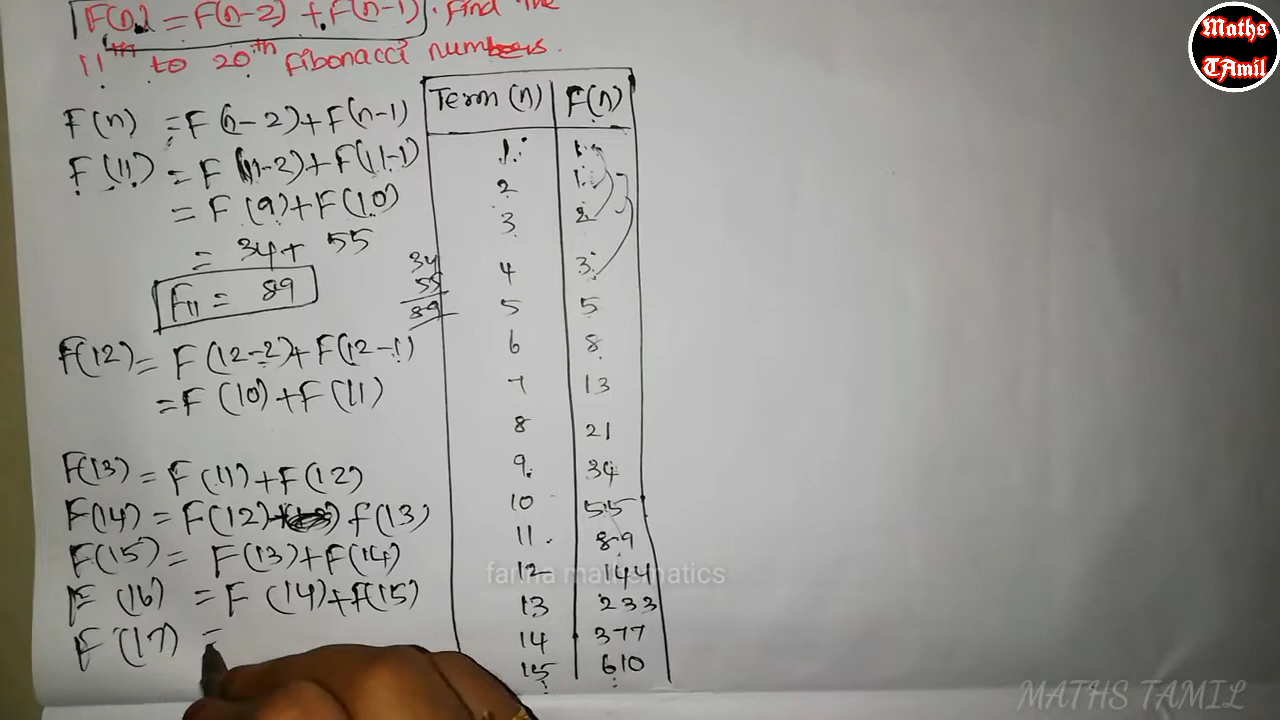 F(n) = F(n-2) + F(n-1). Find the
11th to 20th Fibonacci numbers.
F(n) = F(n-2)+F(n-1)
F(11) = F(11-2)+F(11-1)
= F(9)+F(10)
= 34+ 55
F11 = 89
34
55
89
F(12) = F(12-2)+F(12-1)
= F(10)+F(11)
F(13) = F(11)+F(12)
F(14) = F(12)+ f(13)
F(15) = F(13)+F(14)
F(16) = F(14)+f(15)
F(17) =
Term (n) F(n)
1. 1
2 1
3 2
4 3
5 5
6 8
7 13
8 21
9 34
10 55
11 89
12 144
13 233
14 377
15 610
farina mathematics
Maths
TAmil
MATHS TAMIL